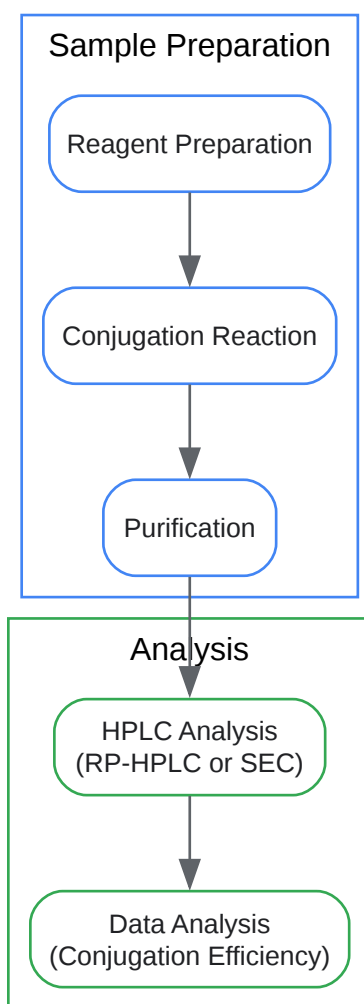 Sample Preparation
Reagent Preparation
Conjugation Reaction
Purification
Analysis
HPLC Analysis
(RP-HPLC or SEC)
Data Analysis
(Conjugation Efficiency)